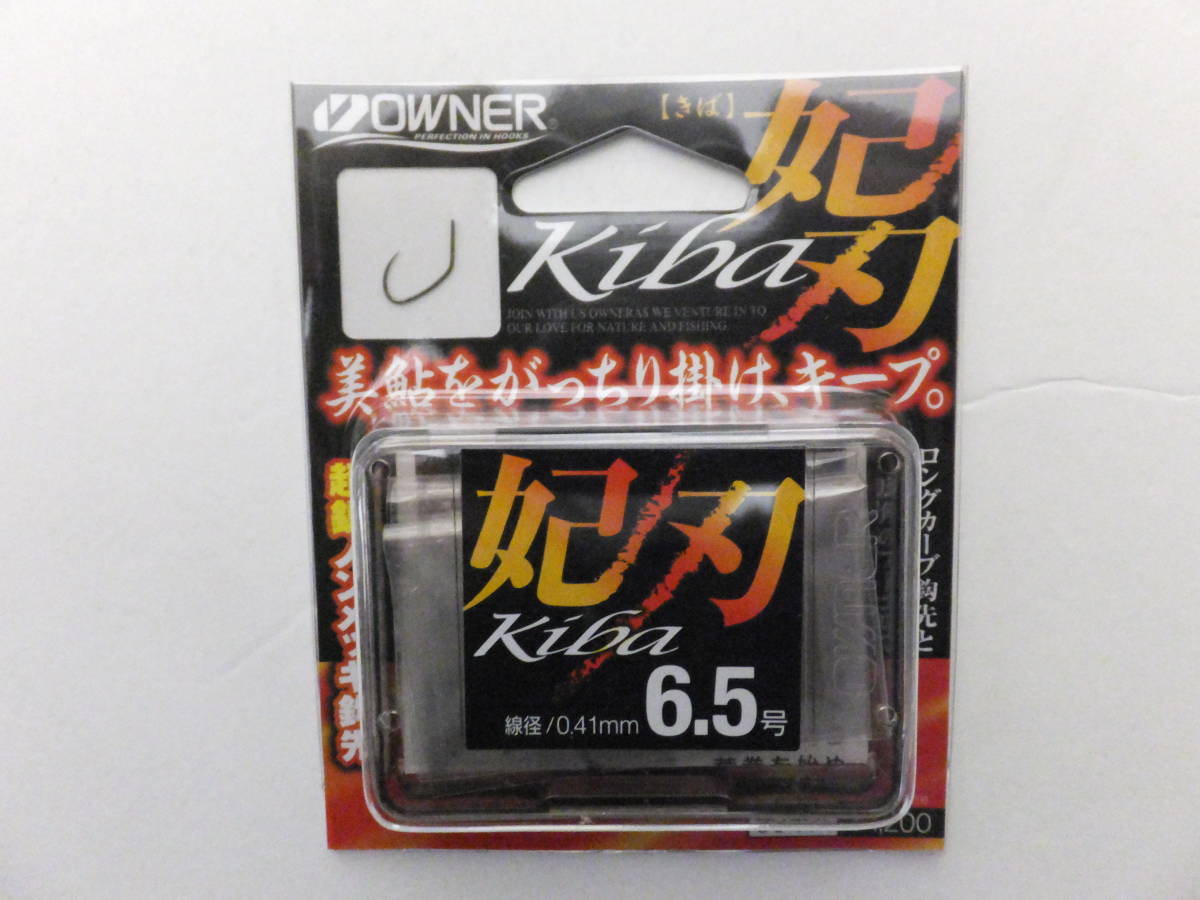 OWNER
PERFECTION IN HOOKS
【きば】
妃刃
Kiba
JOIN WITH US OWNER AS WE VENTURE IN TO
OUR LOVE FOR NATURE AND FISHING.
美鮎をがっちり掛け、キープ。
ロングカーブ鈎先と
妃刃
Kiba
線径/0.41mm 6.5号